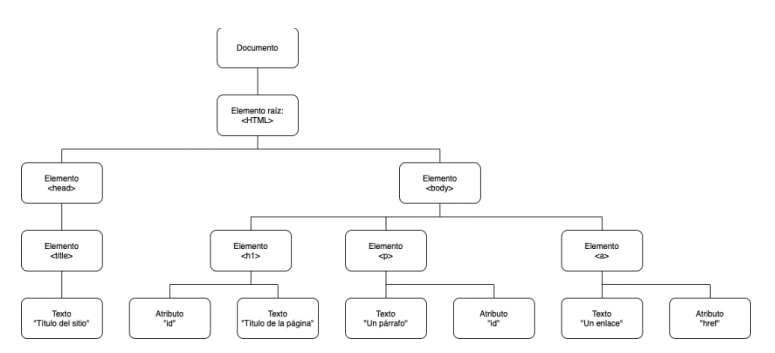 Documento
Elemento raíz:
<HTML>
Elemento
<head>
Elemento
<body>
Elemento
<title>
Elemento
<h1>
Elemento
<p>
Elemento
<a>
Texto
"Título del sitio"
Atributo
"id"
Texto
"Título de la página"
Texto
"Un párrafo"
Atributo
"id"
Texto
"Un enlace"
Atributo
"href"